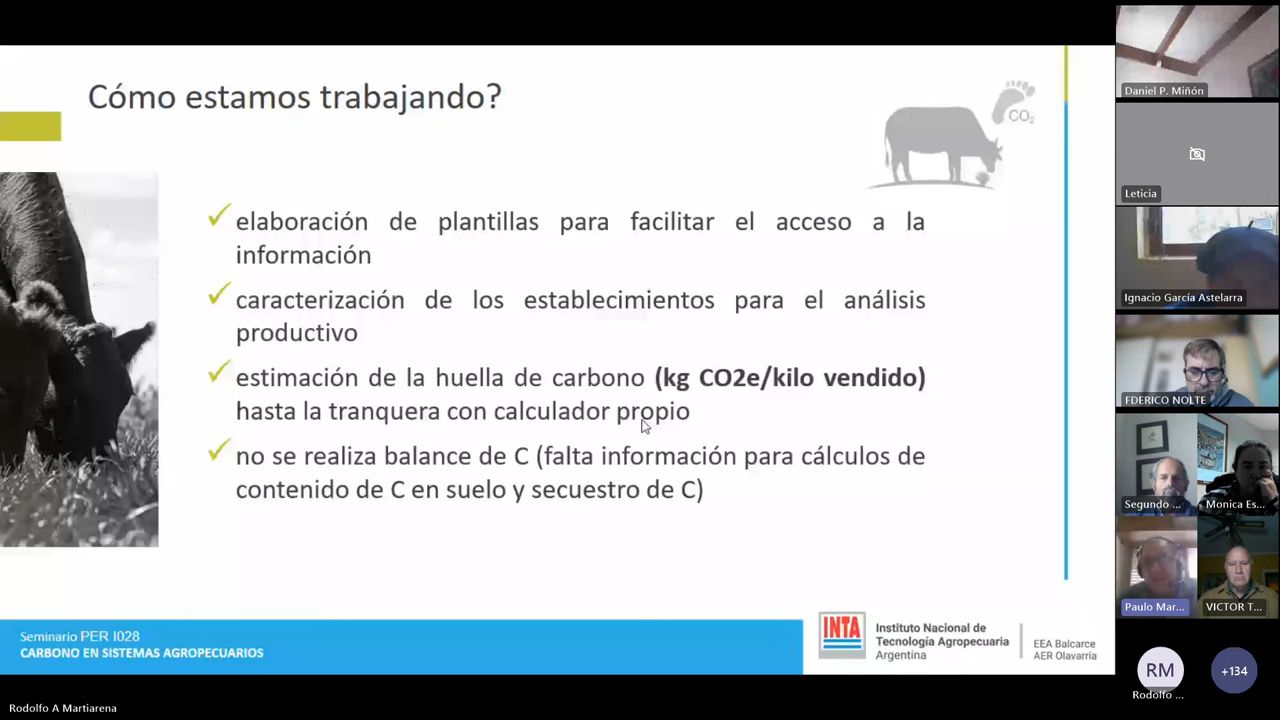 Cómo estamos trabajando?
CO₂
elaboración de plantillas para facilitar el acceso a la
información
caracterización de los establecimientos para el análisis
productivo
estimación de la huella de carbono (kg CO2e/kilo vendido)
hasta la tranquera con calculador propio
no se realiza balance de C (falta información para cálculos de
contenido de C en suelo y secuestro de C)
Seminario PER I028
CARBONO EN SISTEMAS AGROPECUARIOS
INTA
Instituto Nacional de
Tecnología Agropecuaria
Argentina
EEA Balcarce
AER Olavarría
Rodolfo A Martiarena
Daniel P. Miñón
Leticia
Ignacio García Astelarra
FDERICO NOLTE
Segundo ...
Monica Es...
Paulo Mar...
VICTOR T...
RM
Rodolfo ...
+134